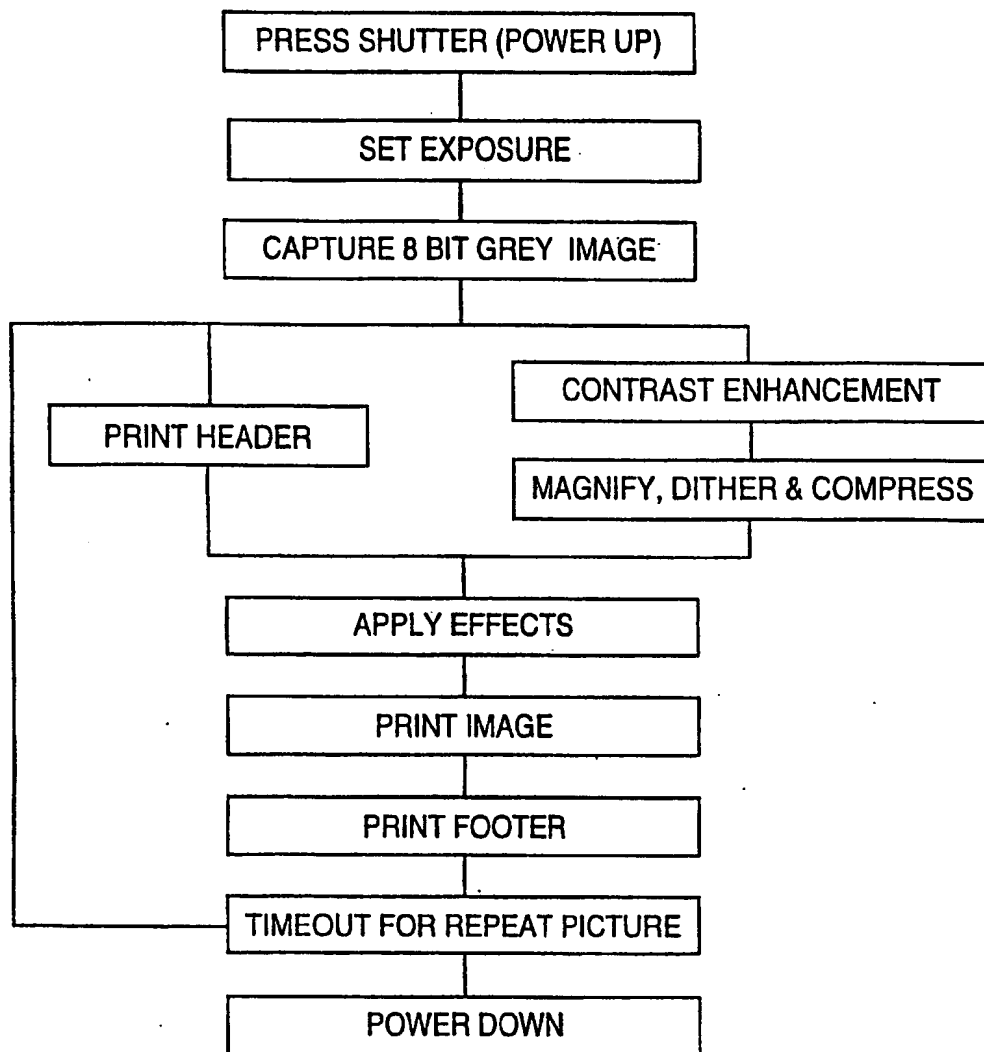 PRESS SHUTTER (POWER UP)
SET EXPOSURE
CAPTURE 8 BIT GREY IMAGE
CONTRAST ENHANCEMENT
PRINT HEADER
MAGNIFY, DITHER & COMPRESS
APPLY EFFECTS
PRINT IMAGE
PRINT FOOTER
TIMEOUT FOR REPEAT PICTURE
POWER DOWN